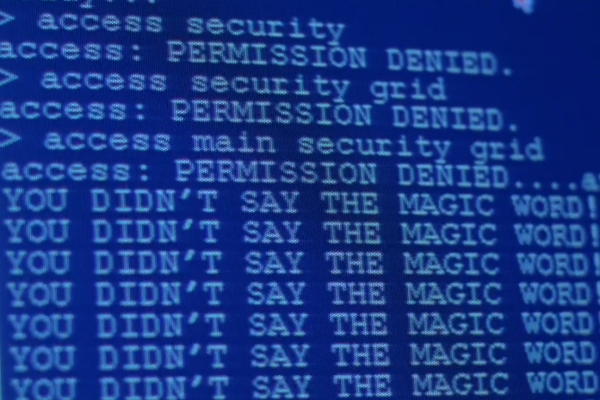 > access security
access: PERMISSION DENIED.
> access security grid
access: PERMISSION DENIED.
> access main security grid
access: PERMISSION DENIED....a
YOU DIDN'T SAY THE MAGIC WORD!
YOU DIDN'T SAY THE MAGIC WORD!
YOU DIDN'T SAY THE MAGIC WORD!
YOU DIDN'T SAY THE MAGIC WORD!
YOU DIDN'T SAY THE MAGIC WORD
YOU DIDN'T SAY THE MAGIC WORD
YOU DIDN'T SAY THE MAGIC WORD